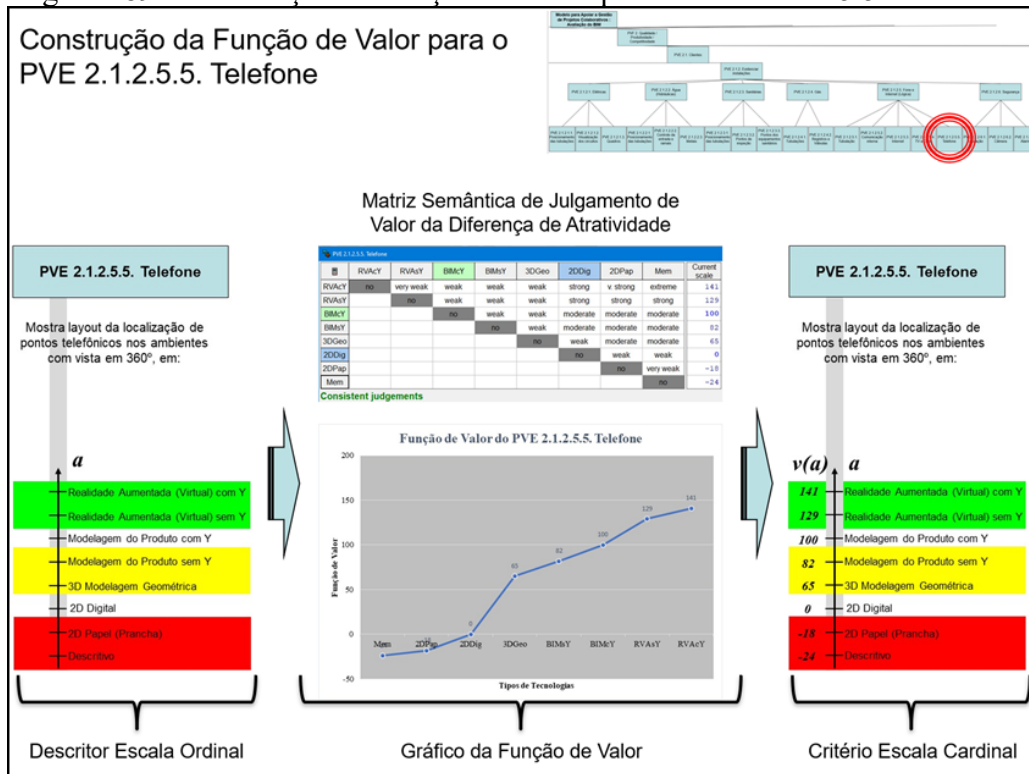 Construção da Função de Valor para o
PVE 2.1.2.5.5. Telefone
Modelo para Apoiar a Gestão
de Projetos Colaborativos :
Avaliação do BIM
Matriz Semântica de Julgamento de
Valor da Diferença de Atratividade
PVE 2.1.2.5.5. Telefone
Mostra layout da localização de
pontos telefônicos nos ambientes
com vista em 360º, em:
a
Realidade Aumentada (Virtual) com Y
Realidade Aumentada (Virtual) sem Y
Modelagem do Produto com Y
Modelagem do Produto sem Y
3D Modelagem Geométrica
2D Digital
2D Papel (Prancha)
Descritivo
Descritor Escala Ordinal
PVE 2.1.2.5.5. Telefone
RVAcY RVAsY BIMcY BIMsY 3DGeo 2DDig 2DPap Mem Current scale
RVAcY no very weak weak weak weak strong v. strong extreme 141
RVAsY no weak weak weak strong strong strong 129
BIMcY no weak weak moderate moderate moderate 100
BIMsY no weak moderate moderate moderate 82
3DGeo no weak moderate moderate 65
2DDig no weak weak 0
2DPap no very weak -18
Mem no -24
Consistent judgements
Função de Valor do PVE 2.1.2.5.5. Telefone
Função de Valor
200
150
100
50
0
-50
65
82
100
129
141
0
Mem 2DPap 2DDig 3DGeo BIMsY BIMcY RVAsY RVAcY
Tipos de Tecnologias
Gráfico da Função de Valor
PVE 2.1.2.5.5. Telefone
Mostra layout da localização de
pontos telefônicos nos ambientes
com vista em 360º, em:
v(a) a
141 Realidade Aumentada (Virtual) com Y
129 Realidade Aumentada (Virtual) sem Y
100 Modelagem do Produto com Y
82 Modelagem do Produto sem Y
65 3D Modelagem Geométrica
0 2D Digital
-18 2D Papel (Prancha)
-24 Descritivo
Critério Escala Cardinal